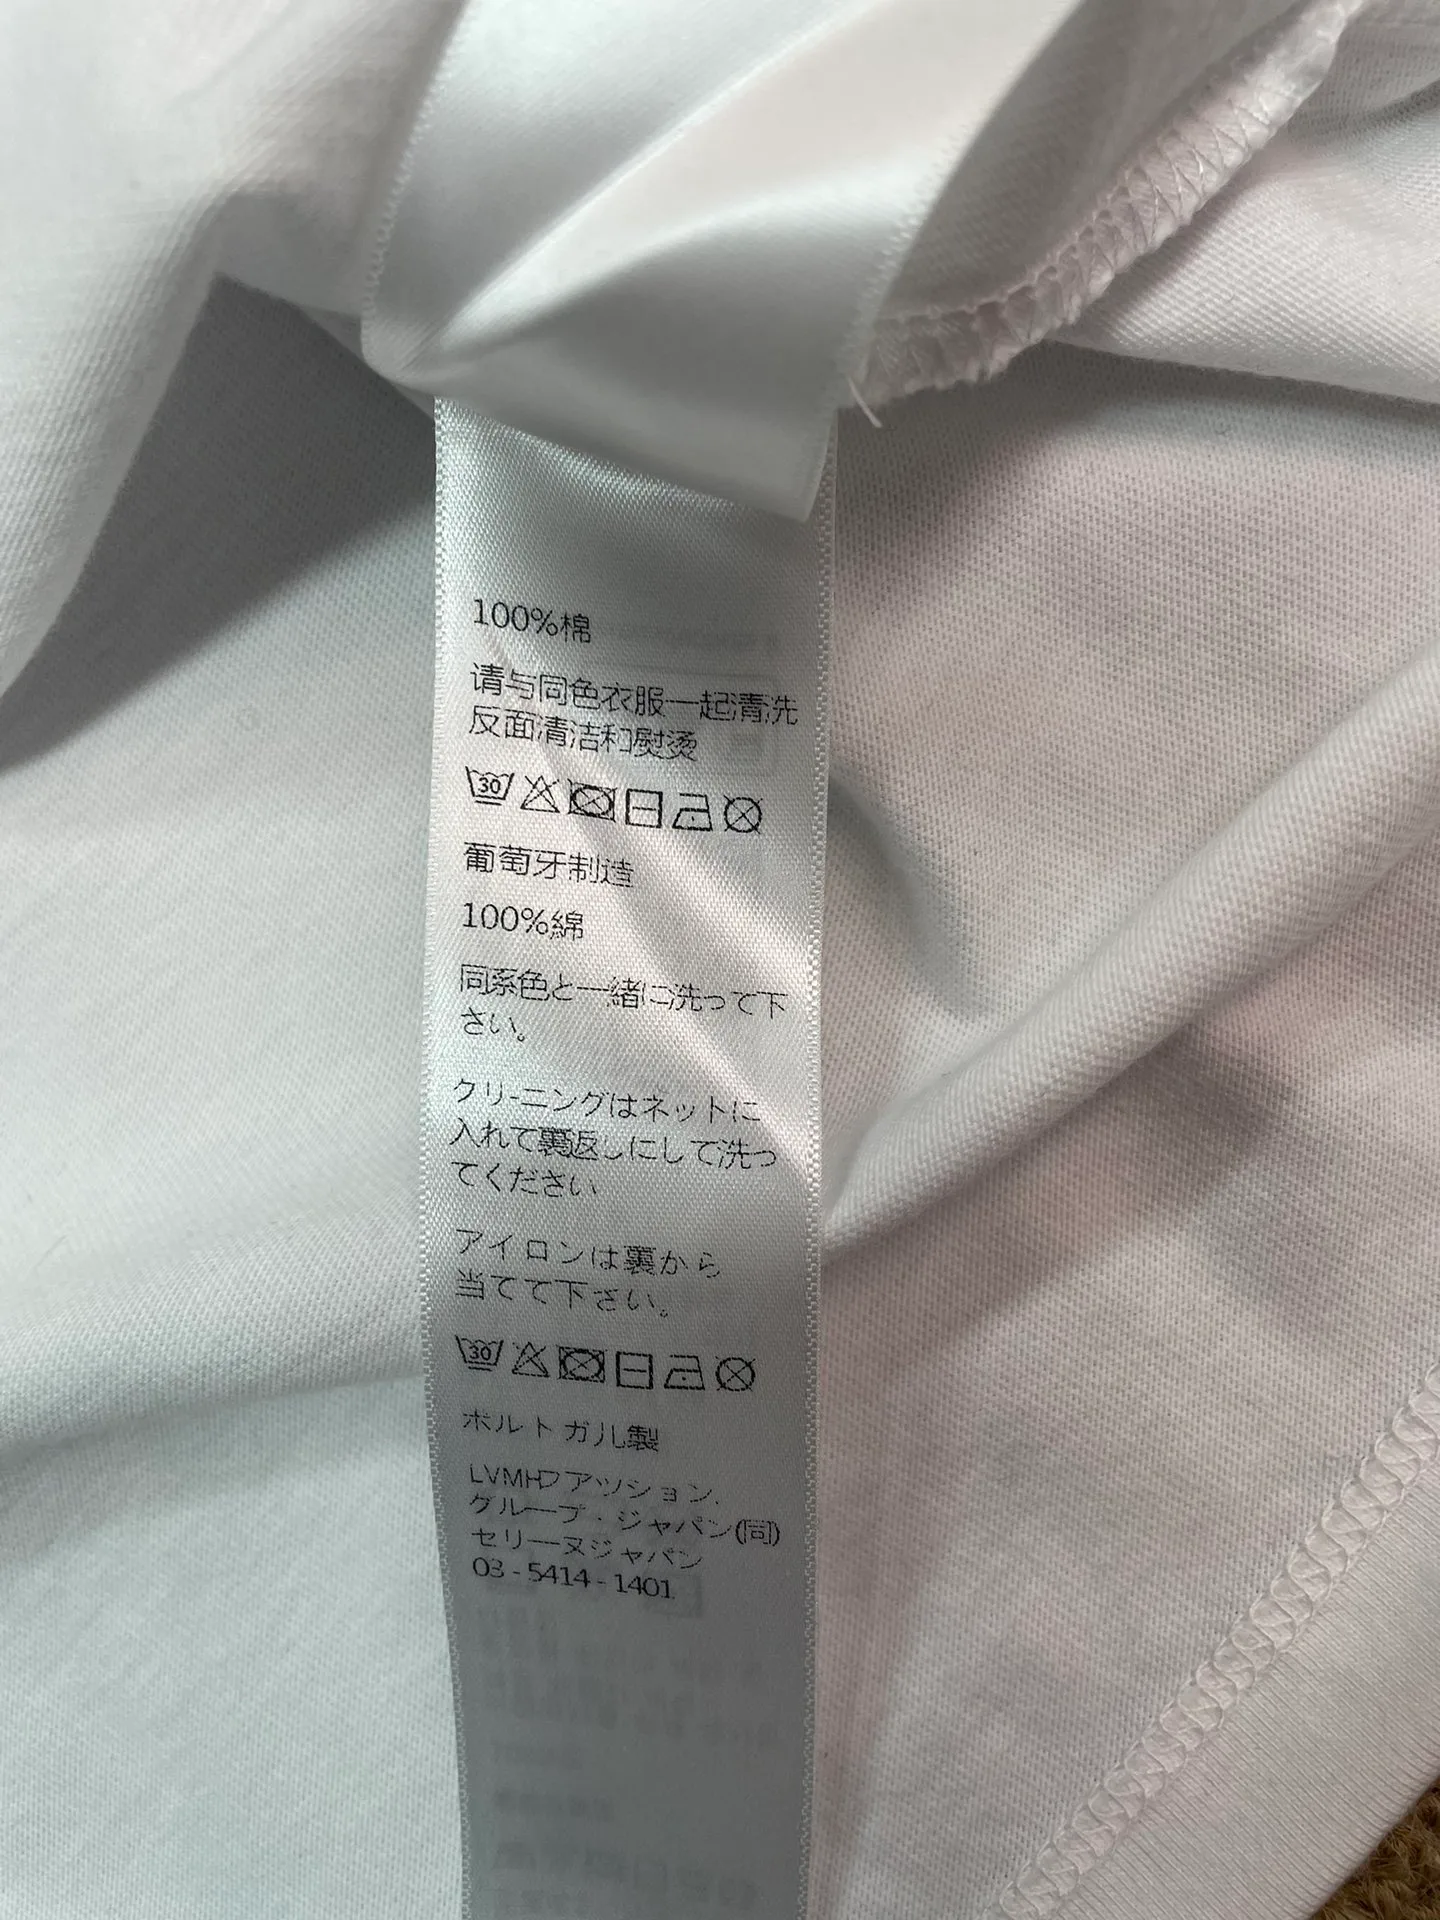 100%棉
请与同色衣服一起清洗
反面清洁和熨烫
30
葡萄牙制造
100%綿
同系色と一緒に洗って下
さい。
クリーニングはネットに
入れて裏返しにして洗っ
てください
アイロンは裏から
当てて下さい。
30
ポルトガル製
LVMHファッション.
グループ・ジャパン(同)
セリーヌジャパン
03-5414-1401